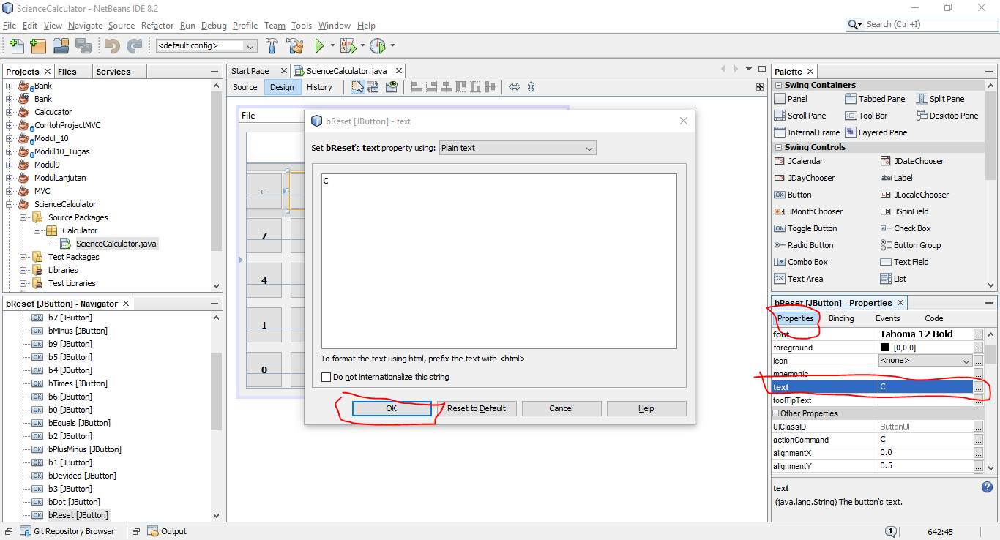 ScienceCalculator - NetBeans IDE 8.2
File Edit View Navigate Source Refactor Run Debug Profile Team Tools Window Help
Search (Ctrl+I)
<default config>
Projects Files Services
Bank
Bank
Calcucator
ContohProjectMVC
Modul_10
Modul10_Tugas
Modul9
ModulLanjutan
MVC
ScienceCalculator
Source Packages
Calculator
ScienceCalculator.java
Test Packages
Libraries
Test Libraries
bReset [JButton] - Navigator
b7 [JButton]
bMinus [JButton]
b9 [JButton]
b5 [JButton]
b4 [JButton]
bTimes [JButton]
b6 [JButton]
b0 [JButton]
bEquals [JButton]
b2 [JButton]
bPlusMinus [JButton]
b1 [JButton]
bDevided [JButton]
b3 [JButton]
bDot [JButton]
bReset [JButton]
Start Page ScienceCalculator.java
Source Design History
File
←
7
4
1
0
bReset [JButton] - text
Set bReset's text property using: Plain text
C
To format the text using html, prefix the text with <html>
Do not internationalize this string
OK Reset to Default Cancel Help
Palette
Swing Containers
Panel Tabbed Pane Split Pane
Scroll Pane Tool Bar Desktop Pane
Internal Frame Layered Pane
Swing Controls
JCalendar JDateChooser
JDayChooser label Label
OK Button JLocaleChooser
JMonthChooser JSpinField
ON Toggle Button Check Box
Radio Button Button Group
Combo Box Text Field
Text Area List
bReset [JButton] - Properties
Properties Binding Events Code
font Tahoma 12 Bold ...
foreground [0,0,0] ...
icon <none> ...
mnemonic ...
text C ...
toolTipText ...
Other Properties
UIClassID ButtonUI ...
actionCommand C ...
alignmentX 0.0 ...
alignmentY 0.5 ...
text
(java.lang.String) The button's text.
Git Repository Browser Output
1 642:45